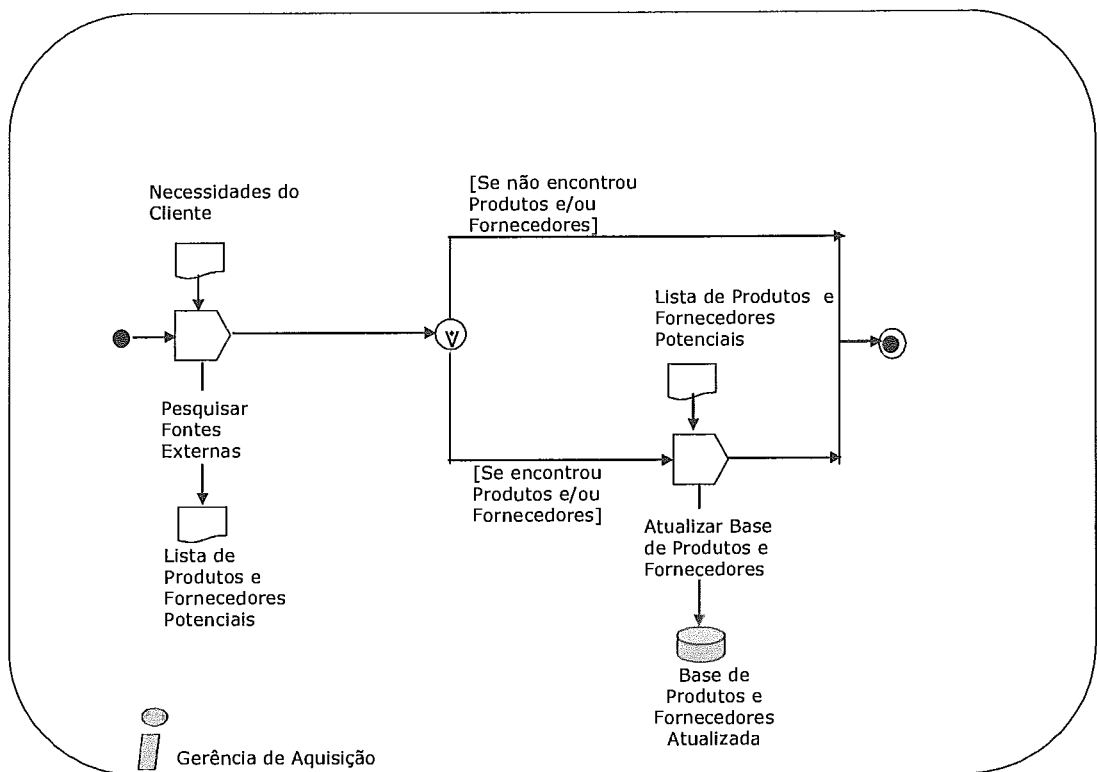 Necessidades do
Cliente
[Se não encontrou
Produtos e/ou
Fornecedores]
Lista de Produtos e
Fornecedores
Potenciais
V
Pesquisar
Fontes
Externas
[Se encontrou
Produtos e/ou
Fornecedores]
Lista de
Produtos e
Fornecedores
Potenciais
Atualizar Base
de Produtos e
Fornecedores
Base de
Produtos e
Fornecedores
Atualizada
Gerência de Aquisição